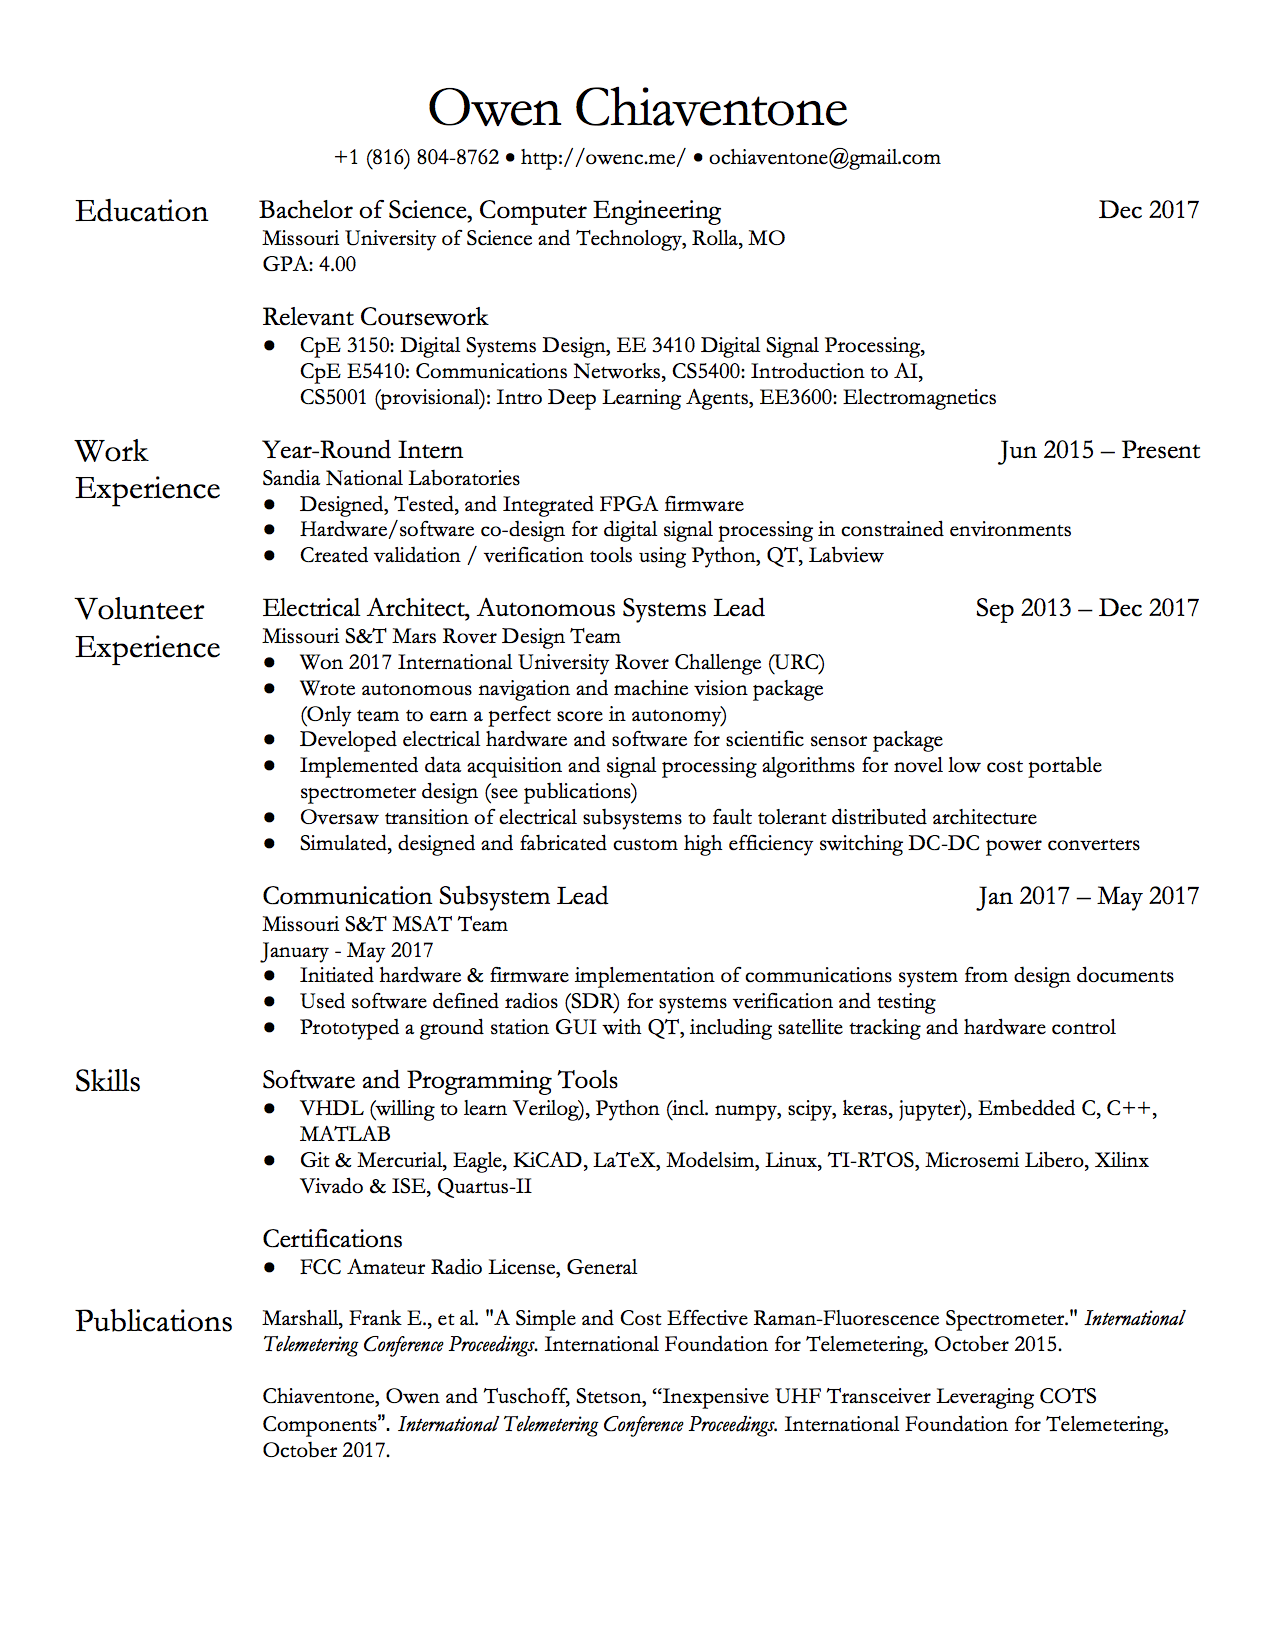 Owen Chiaventone
+1 (816) 804-8762 ● http://owenc.me/ ● ochiaventone@gmail.com
Education
Bachelor of Science, Computer Engineering Dec 2017
Missouri University of Science and Technology, Rolla, MO
GPA: 4.00
Relevant Coursework
● CpE 3150: Digital Systems Design, EE 3410 Digital Signal Processing,
CpE E5410: Communications Networks, CS5400: Introduction to AI,
CS5001 (provisional): Intro Deep Learning Agents, EE3600: Electromagnetics
Work
Experience
Year-Round Intern Jun 2015 – Present
Sandia National Laboratories
● Designed, Tested, and Integrated FPGA firmware
● Hardware/software co-design for digital signal processing in constrained environments
● Created validation / verification tools using Python, QT, Labview
Volunteer
Experience
Electrical Architect, Autonomous Systems Lead Sep 2013 – Dec 2017
Missouri S&T Mars Rover Design Team
● Won 2017 International University Rover Challenge (URC)
● Wrote autonomous navigation and machine vision package
(Only team to earn a perfect score in autonomy)
● Developed electrical hardware and software for scientific sensor package
● Implemented data acquisition and signal processing algorithms for novel low cost portable
spectrometer design (see publications)
● Oversaw transition of electrical subsystems to fault tolerant distributed architecture
● Simulated, designed and fabricated custom high efficiency switching DC-DC power converters
Communication Subsystem Lead Jan 2017 – May 2017
Missouri S&T MSAT Team
January - May 2017
● Initiated hardware & firmware implementation of communications system from design documents
● Used software defined radios (SDR) for systems verification and testing
● Prototyped a ground station GUI with QT, including satellite tracking and hardware control
Skills
Software and Programming Tools
● VHDL (willing to learn Verilog), Python (incl. numpy, scipy, keras, jupyter), Embedded C, C++,
MATLAB
● Git & Mercurial, Eagle, KiCAD, LaTeX, Modelsim, Linux, TI-RTOS, Microsemi Libero, Xilinx
Vivado & ISE, Quartus-II
Certifications
● FCC Amateur Radio License, General
Publications
Marshall, Frank E., et al. "A Simple and Cost Effective Raman-Fluorescence Spectrometer." International
Telemetering Conference Proceedings. International Foundation for Telemetering, October 2015.
Chiaventone, Owen and Tuschoff, Stetson, “Inexpensive UHF Transceiver Leveraging COTS
Components”. International Telemetering Conference Proceedings. International Foundation for Telemetering,
October 2017.